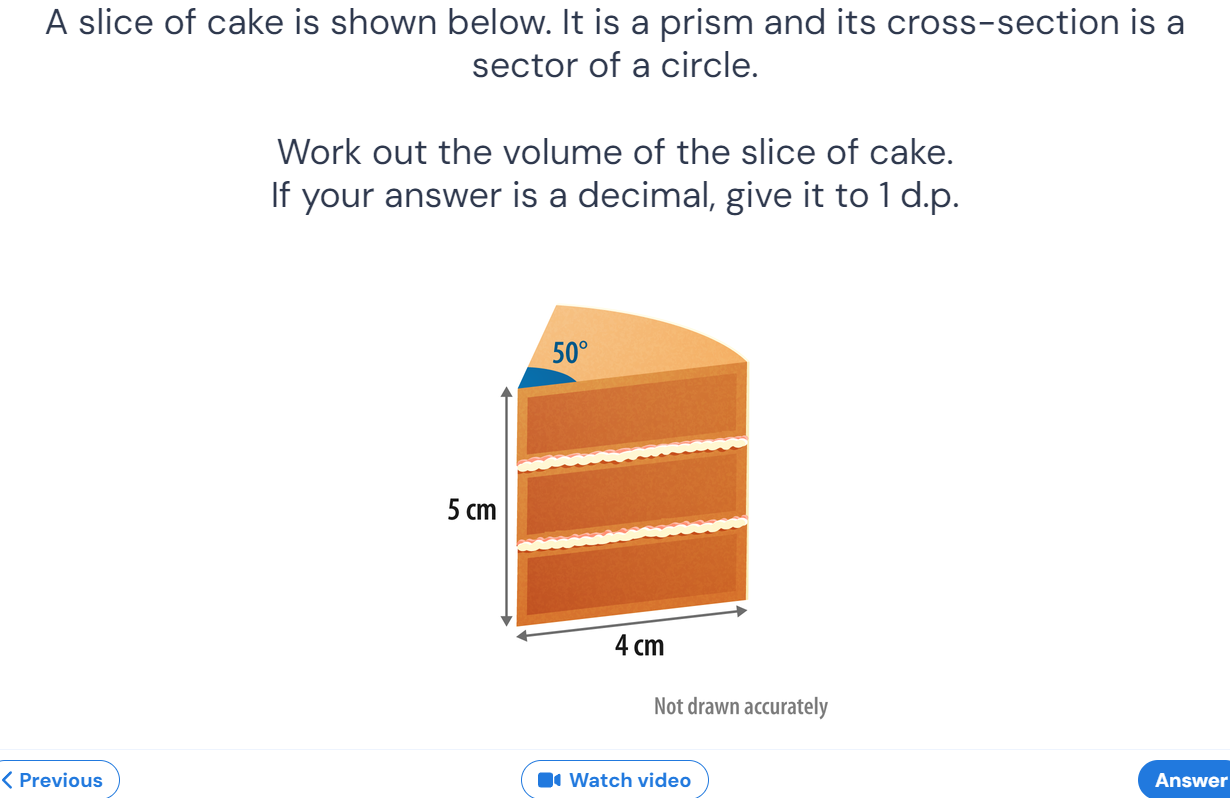 A slice of cake is shown below. It is a prism and its cross-section is a
sector of a circle.
Work out the volume of the slice of cake.
If your answer is a decimal, give it to 1 d.p.
50°
5 cm
4 cm
Not drawn accurately
Previous
Watch video
Answer